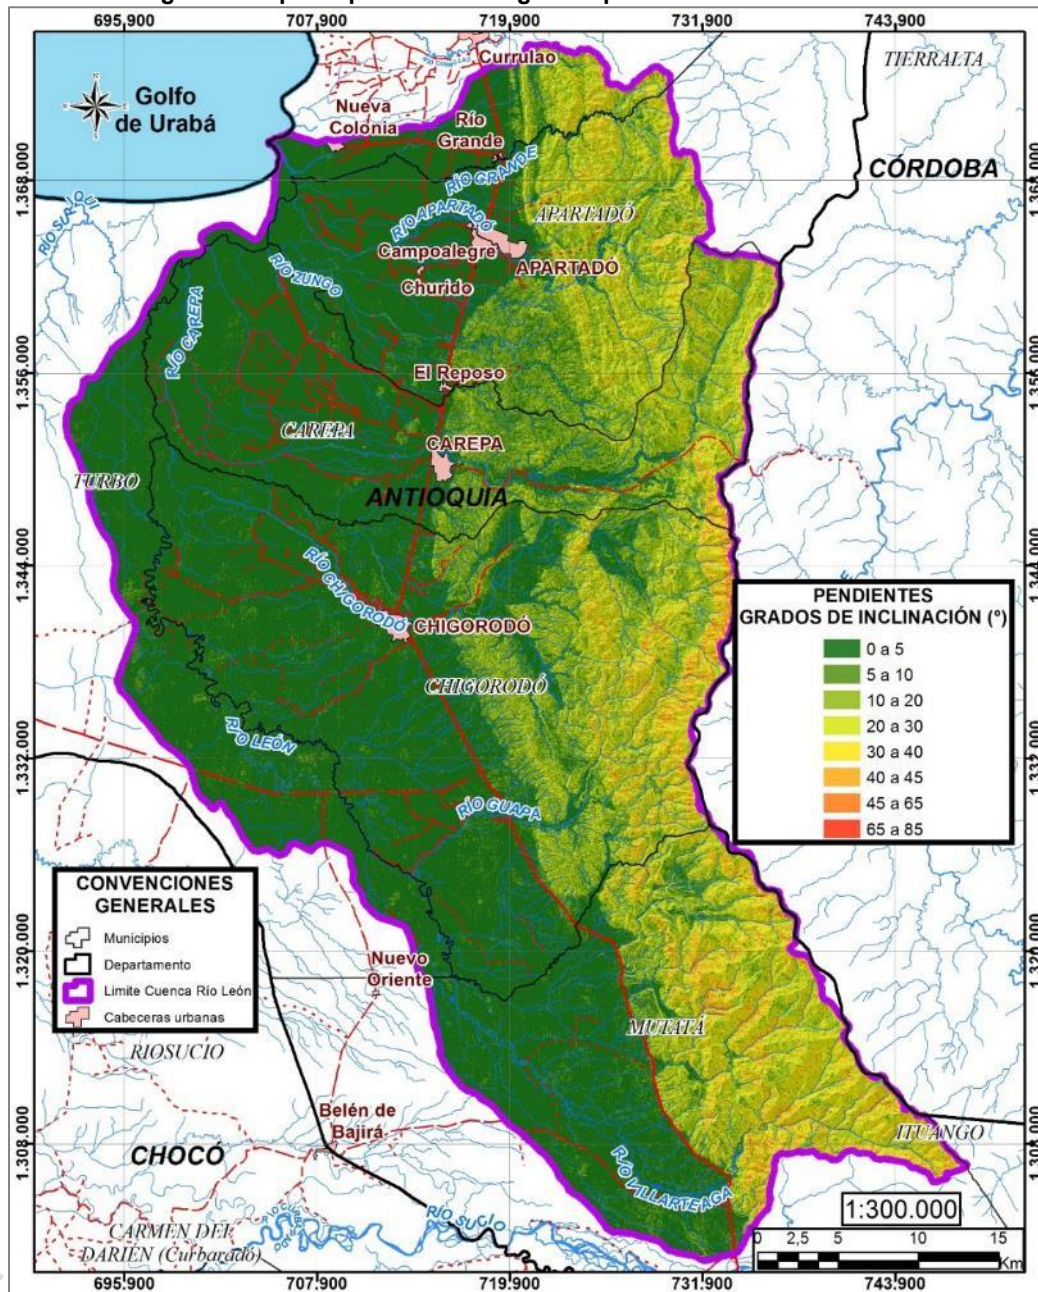 695,900 707,900 719,900 731,900 743,900
Currulao
TIERRALTA
N
Golfo
de Urabá
Nueva
Colonia
Río
Grande
1.368.000
1.368.000
CÓRDOBA
RÍO GRANDE
RÍO APARTADÓ
APARTADÓ
Campoalegre
APARTADÓ
RÍO ZUNGO
Churido
RÍO CAREPA
1.356.000
1.356.000
El Reposo
CAREPA
CAREPA
TURBO
ANTIOQUIA
1.344.000
1.344.000
RÍO CHIGORODÓ
CHIGORODÓ
CHIGORODÓ
PENDIENTES
GRADOS DE INCLINACIÓN (°)
0 a 5
5 a 10
10 a 20
20 a 30
30 a 40
40 a 45
45 a 65
65 a 85
RÍO LEÓN
1.332.000
RÍO GUAPA
CONVENCIONES
GENERALES
Municipios
Departamento
Limite Cuenca Río León
Cabeceras urbanas
1.320.000
1.320.000
Nuevo
Oriente
MUTATÁ
RIOSUCIO
Belén de
Bajirá
ITUANGO
1.308.000
1.308.000
CHOCÓ
RÍO VILLARTEAGA
1:300.000
RÍO SUCIO
CARMEN DEL
DARIÉN (Curbaradó)
0 2,5 5 10 15
Km
695,900 707,900 719,900 731,900 743,900